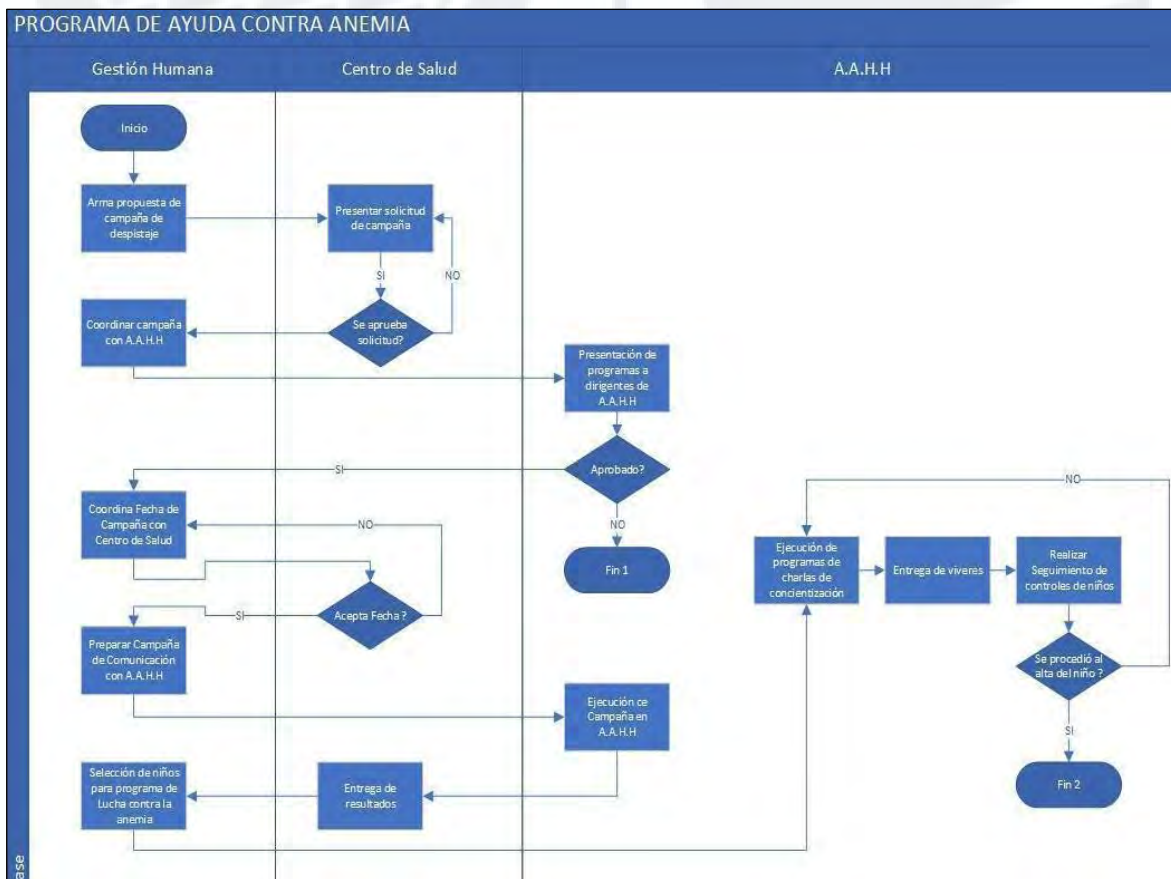 PROGRAMA DE AYUDA CONTRA ANEMIA
Gestión Humana
Centro de Salud
A.A.H.H
Inicio
Arma propuesta de
campaña de
despistaje
Presentar solicitud
de campaña
SI
NO
Coordinar campaña
con A.A.H.H
Se aprueba
solicitud?
Presentación de
programas a
dirigentes de
A.A.H.H
SI
Aprobado?
NO
Coordina Fecha de
Campaña con
Centro de Salud
NO
NO
Fin 1
Ejecución de
programas de
charlas de
concientización
Entrega de viveres
Realizar
Seguimiento de
controles de niños
SI
Acepta Fecha ?
Preparar Campaña
de Comunicación
con A.A.H.H
Se procedió al
alta del niño ?
Ejecución ce
Campaña en
A.A.H.H
SI
Selección de niños
para programa de
Lucha contra la
anemia
Entrega de
resultados
Fin 2
ase